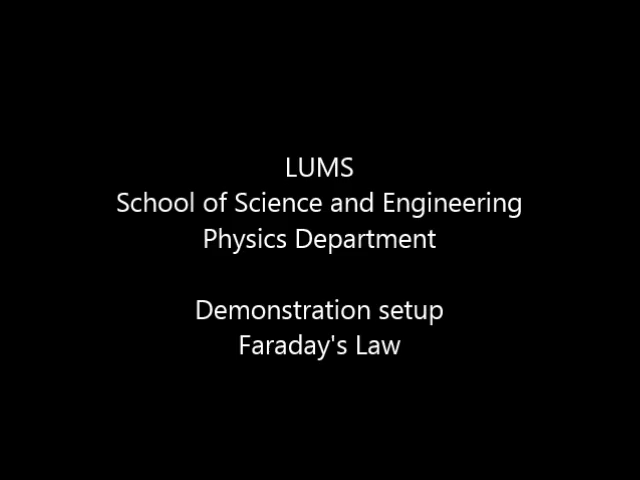 LUMS
School of Science and Engineering
Physics Department
Demonstration setup
Faraday's Law